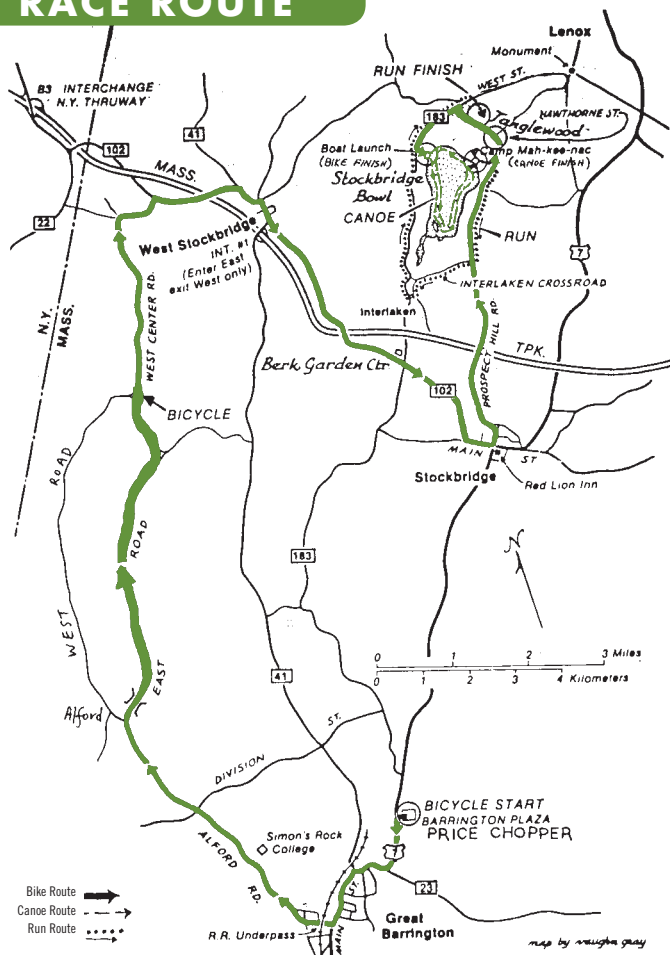 RACE ROUTE
Lenox
Monument
RUN FINISH
WEST ST.
B3 INTERCHANGE
N.Y. THRUWAY
183
Tanglewood
HAWTHORNE ST.
41
102
Boat Launch
(BIKE FINISH)
Camp Mah-kee-nac
(CANOE FINISH)
MASS.
Stockbridge
Bowl
CANOE
22
West Stockbridge
INT. #1
(Enter East
exit West only)
RUN
7
INTERLAKEN CROSSROAD
Interlaken
N.Y.
MASS.
WEST CENTER RD.
PROSPECT HILL RD.
TPK.
Berk Garden Ctr.
102
BICYCLE
MAIN ST
Stockbridge
Red Lion Inn
WEST ROAD
EAST ROAD
183
N
0 1 2 3 Miles
0 1 2 3 4 Kilometers
41
Alford
DIVISION ST.
BICYCLE START
BARRINGTON PLAZA
PRICE CHOPPER
7
Simon's Rock
College
ALFORD RD.
23
Bike Route
Canoe Route
Run Route
R.R. Underpass
MAIN ST.
Great
Barrington
map by vaughn gray